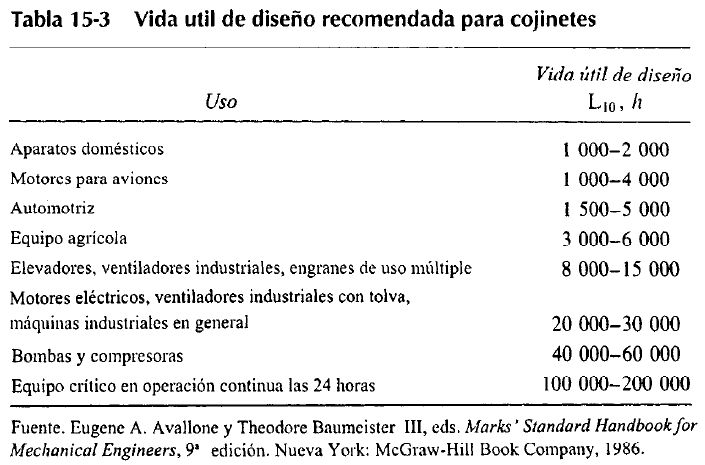 Tabla 15-3 Vida util de diseño recomendada para cojinetes
Vida útil de diseño
Uso L10, h
Aparatos domésticos 1 000–2 000
Motores para aviones 1 000–4 000
Automotriz 1 500–5 000
Equipo agrícola 3 000–6 000
Elevadores, ventiladores industriales, engranes de uso múltiple 8 000–15 000
Motores eléctricos, ventiladores industriales con tolva,
máquinas industriales en general 20 000–30 000
Bombas y compresoras 40 000–60 000
Equipo crítico en operación continua las 24 horas 100 000–200 000
Fuente. Eugene A. Avallone y Theodore Baumeister III, eds. Marks' Standard Handbook for
Mechanical Engineers, 9ª edición. Nueva York: McGraw-Hill Book Company, 1986.